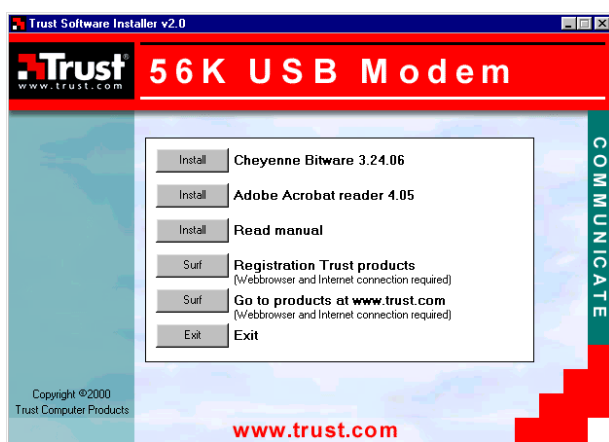 Trust Software Installer v2.0
Trust®
www.trust.com
56K USB Modem
Install Cheyenne Bitware 3.24.06
Install Adobe Acrobat reader 4.05
Install Read manual
Surf Registration Trust products
(Webbrowser and Internet connection required)
Surf Go to products at www.trust.com
(Webbrowser and Internet connection required)
Exit Exit
COMMUNICATE
Copyright ©2000
Trust Computer Products
www.trust.com